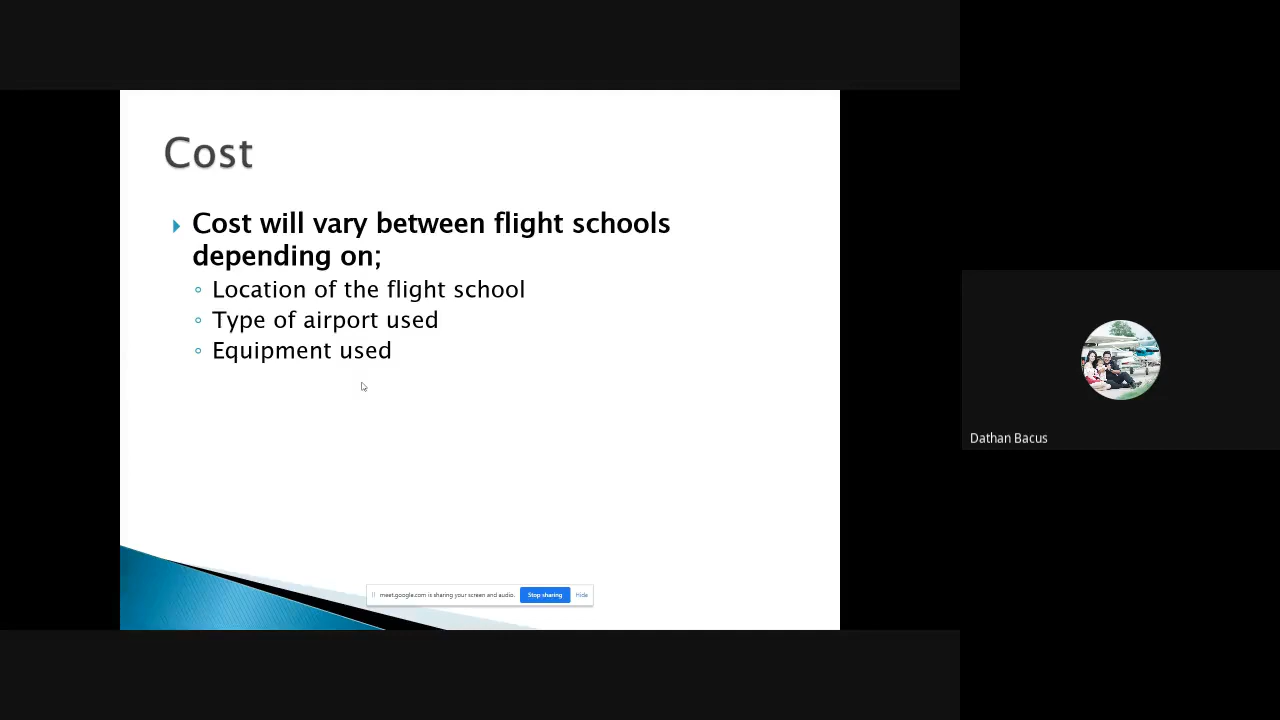 Cost
Cost will vary between flight schools
depending on;
Location of the flight school
Type of airport used
Equipment used
Dathan Bacus
meet.google.com is sharing your screen and audio. Stop sharing Hide